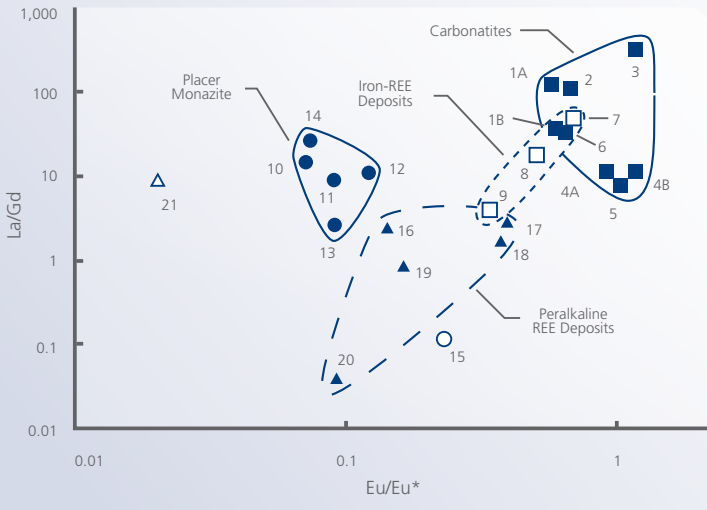 1,000
100
10
1
0.1
0.01
La/Gd
0.01
0.1
1
Eu/Eu*
Carbonatites
Placer
Monazite
Iron-REE
Deposits
Peralkaline
REE Deposits
1A
2
3
1B
7
6
8
4A
4B
5
9
14
10
12
11
13
21
16
17
18
19
15
20